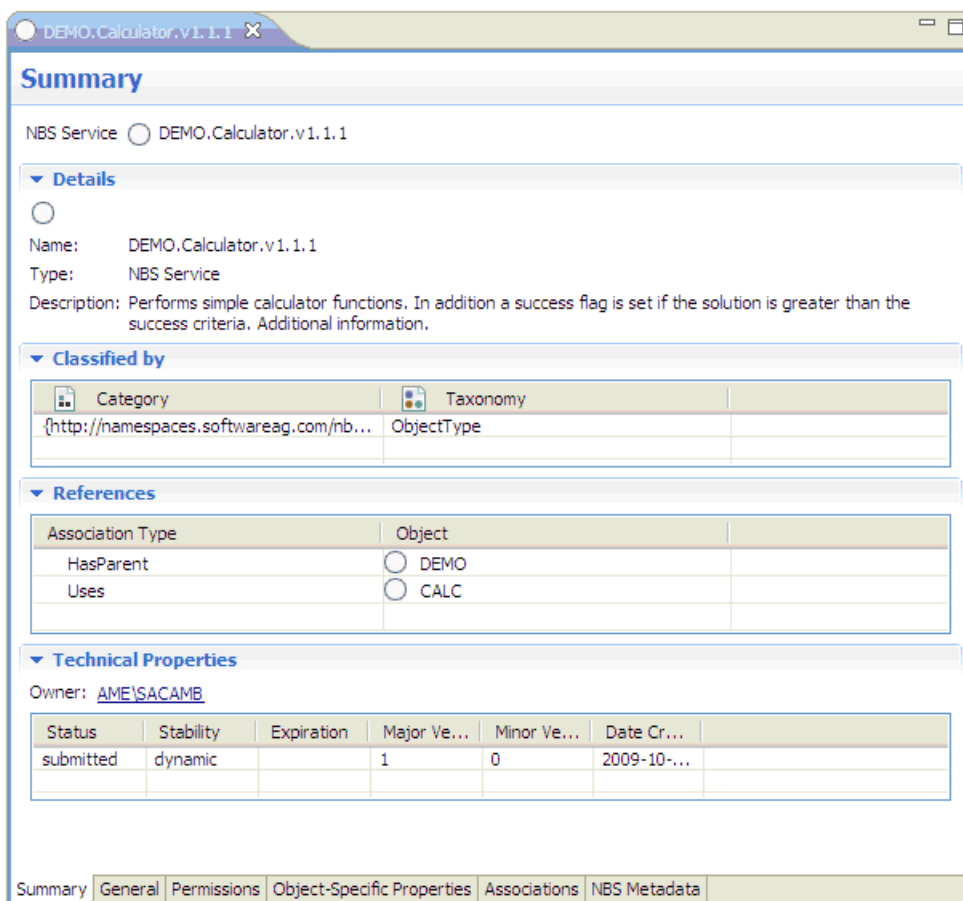 DEMO.Calculator.v1.1.1
Summary
NBS Service DEMO.Calculator.v1.1.1
Details
Name: DEMO.Calculator.v1.1.1
Type: NBS Service
Description: Performs simple calculator functions. In addition a success flag is set if the solution is greater than the
success criteria. Additional information.
Classified by
Category Taxonomy
{http://namespaces.softwareag.com/nb... ObjectType
References
Association Type Object
HasParent DEMO
Uses CALC
Technical Properties
Owner: AME\SACAMB
Status Stability Expiration Major Ve... Minor Ve... Date Cr...
submitted dynamic 1 0 2009-10-...
Summary General Permissions Object-Specific Properties Associations NBS Metadata